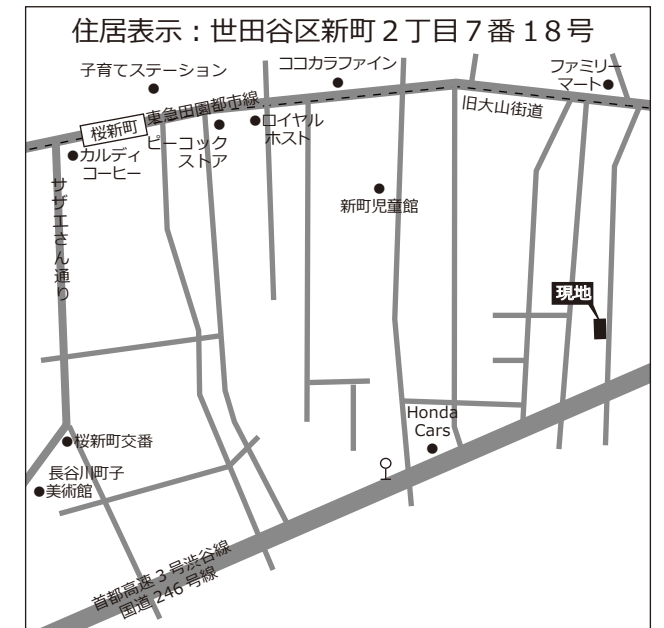 住居表示：世田谷区新町２丁目７番18号
子育てステーション
ココカラファイン
ファミリー
マート
東急田園都市線
旧大山街道
桜新町
ピーコック
ストア
ロイヤル
ホスト
カルディ
コーヒー
サザエさん通り
新町児童館
現地
Honda
Cars
桜新町交番
長谷川町子
美術館
首都高速３号渋谷線
国道246号線